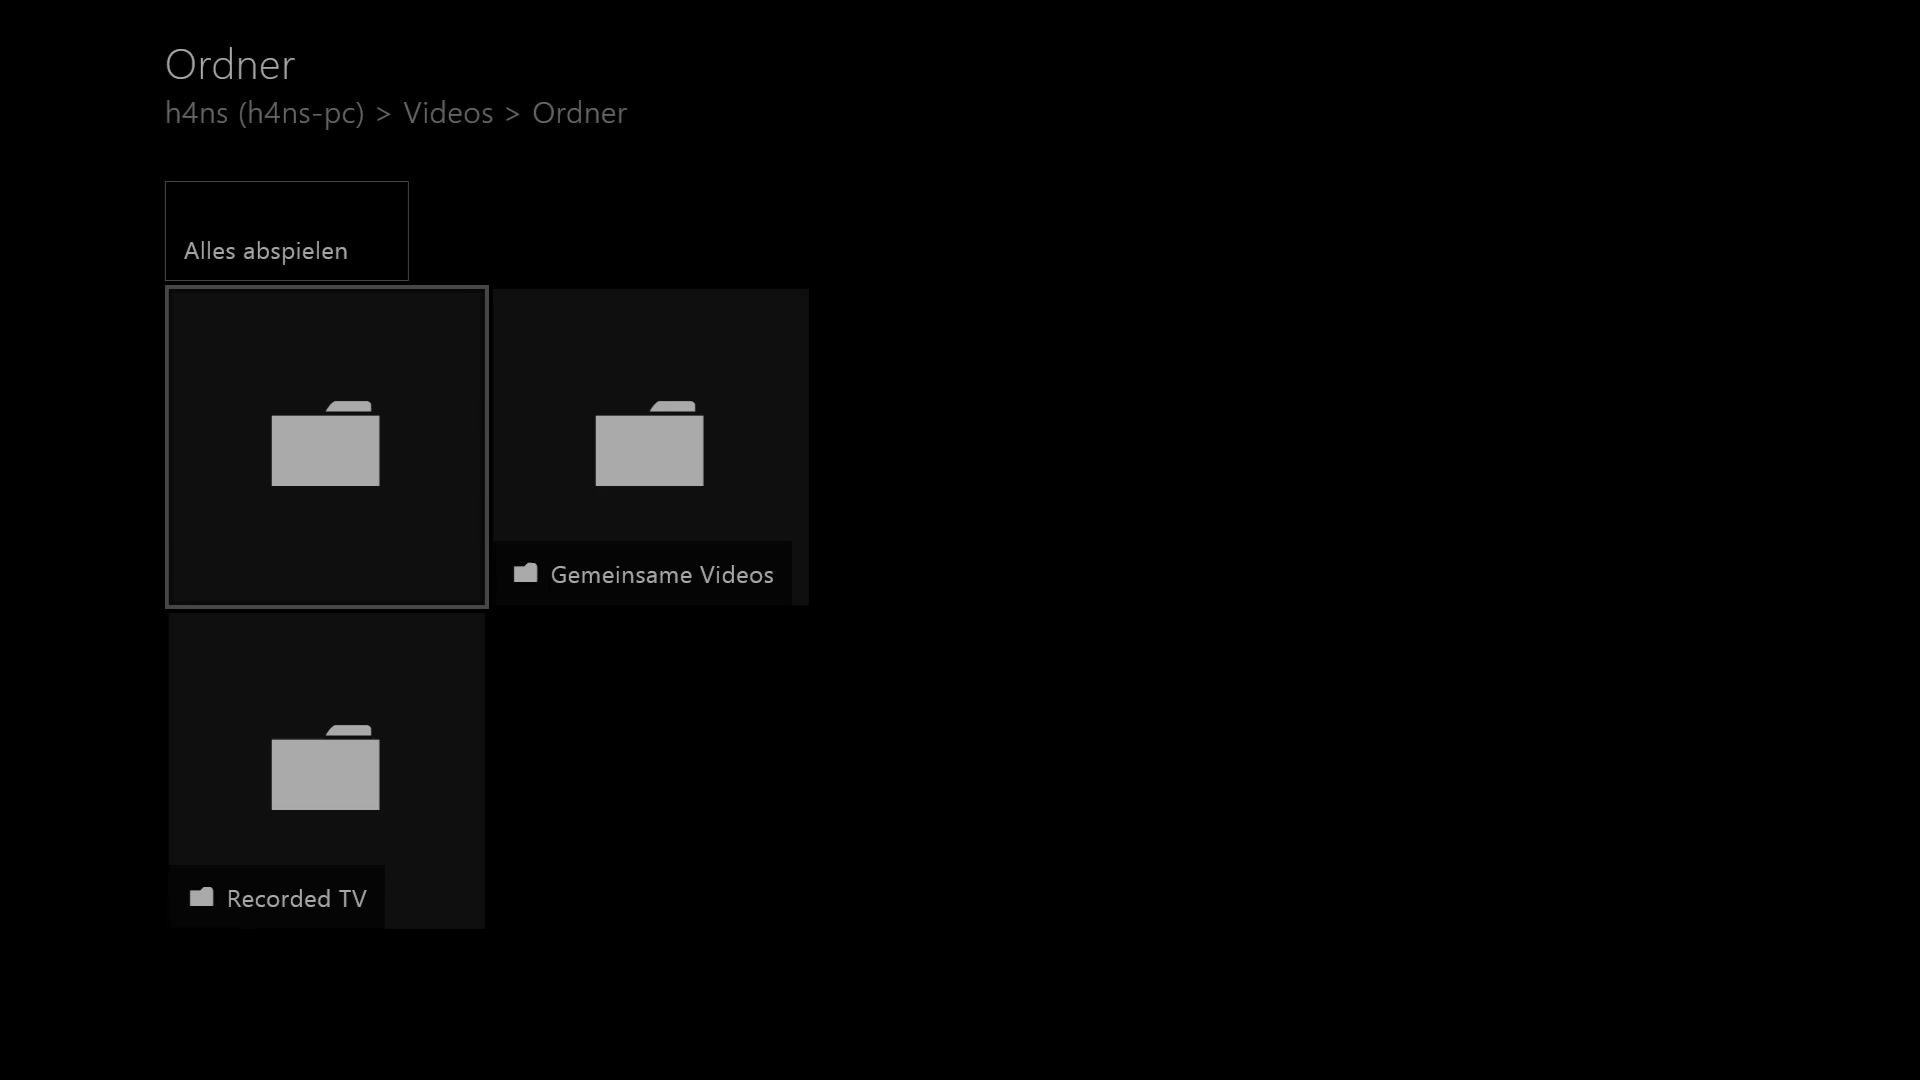 Ordner
h4ns (h4ns-pc) > Videos > Ordner
Alles abspielen
Gemeinsame Videos
Recorded TV